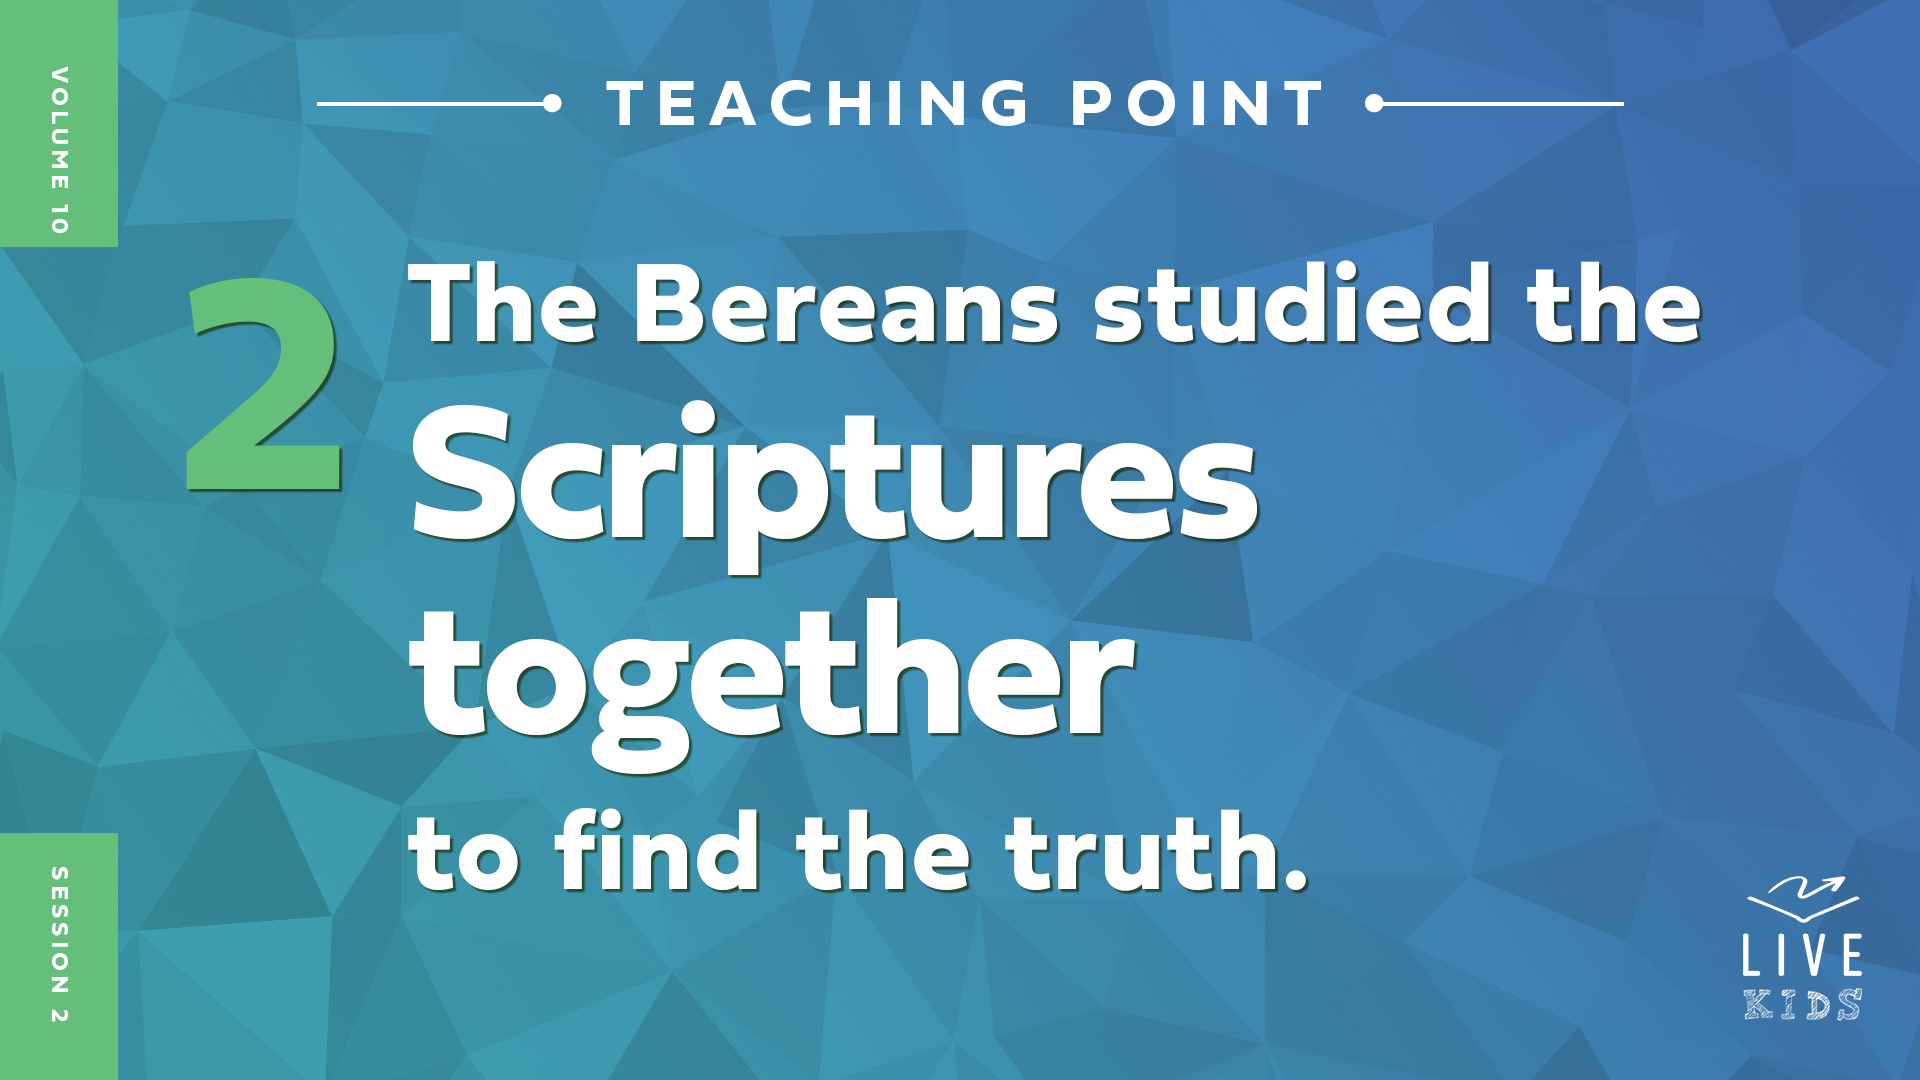 VOLUME 10
TEACHING POINT
2
The Bereans studied the
Scriptures
together
to find the truth.
SESSION 2
LIVE
KIDS